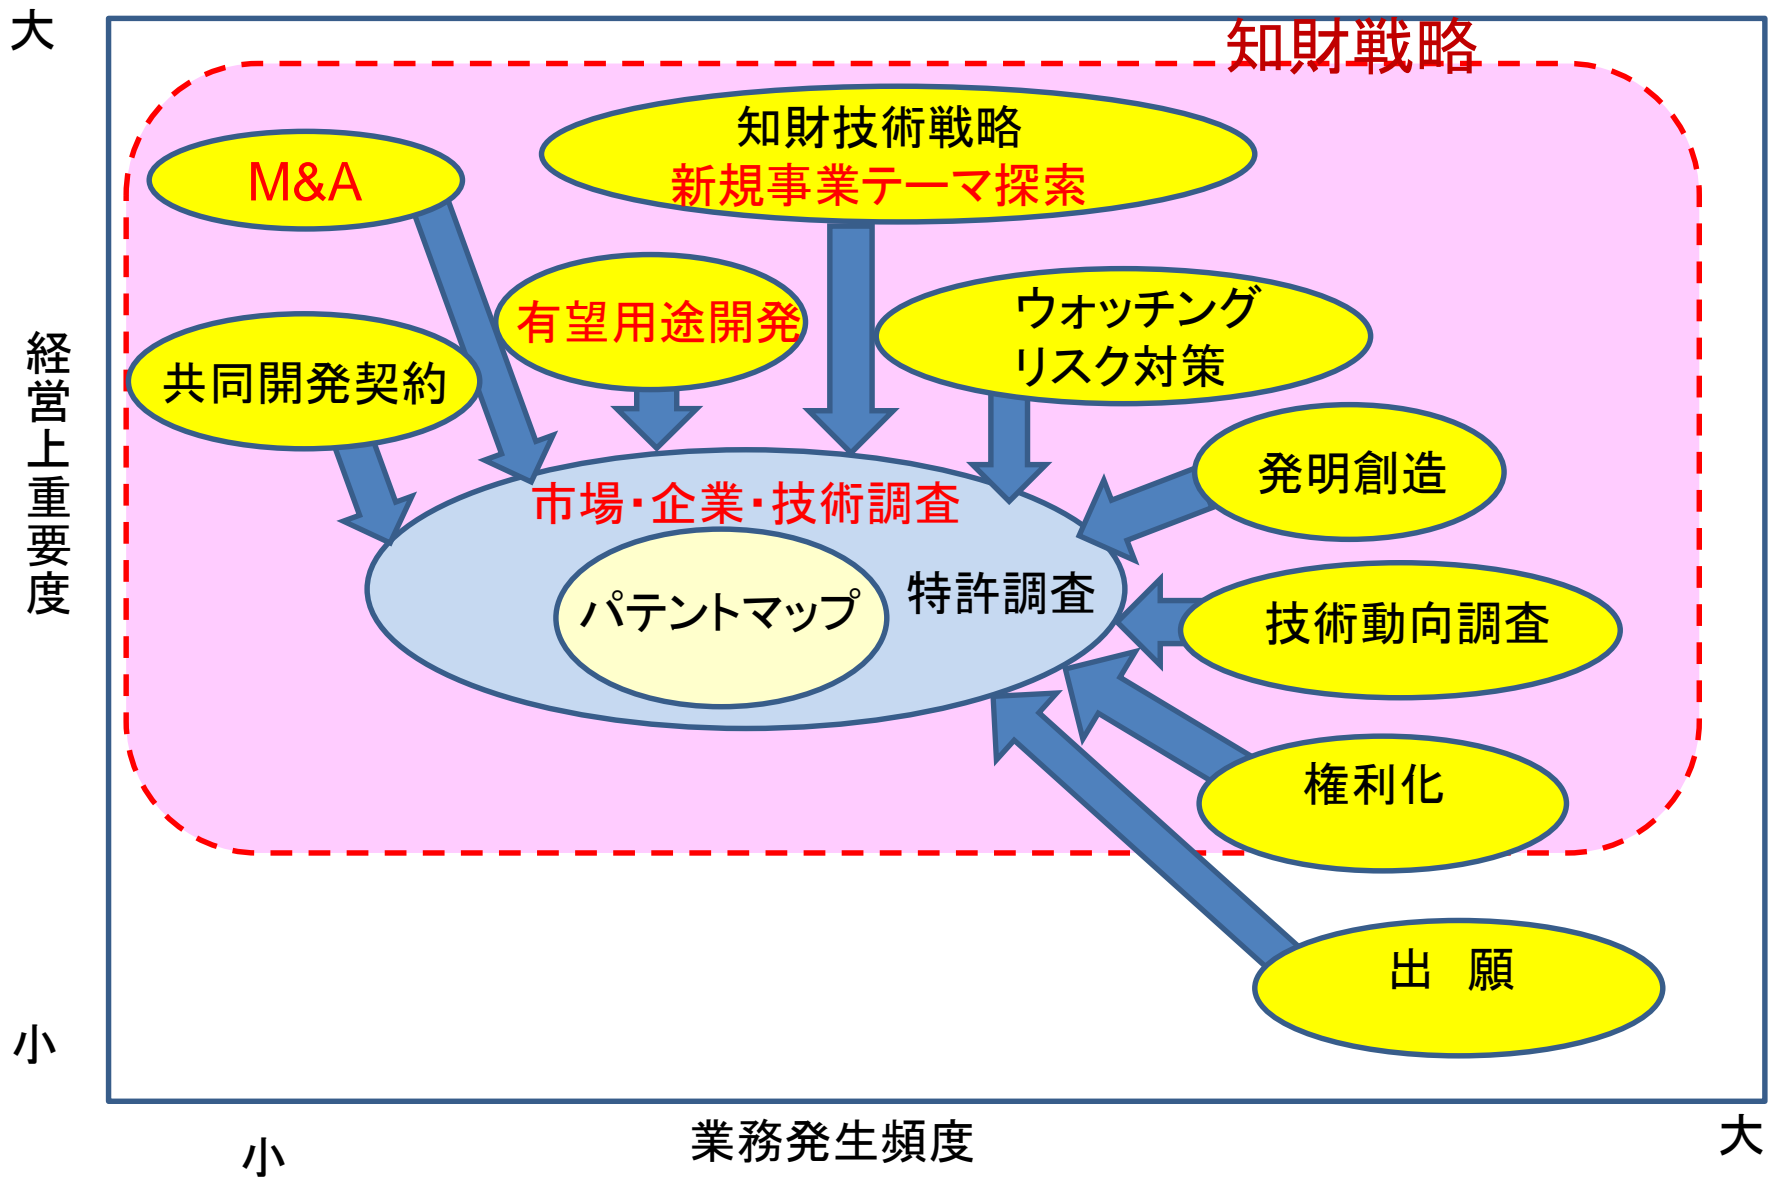 大
知財戦略
知財技術戦略
新規事業テーマ探索
M&A
有望用途開発
ウォッチング
リスク対策
共同開発契約
経営上重要度
発明創造
市場・企業・技術調査
特許調査
パテントマップ
技術動向調査
権利化
出　願
小
小
業務発生頻度
大